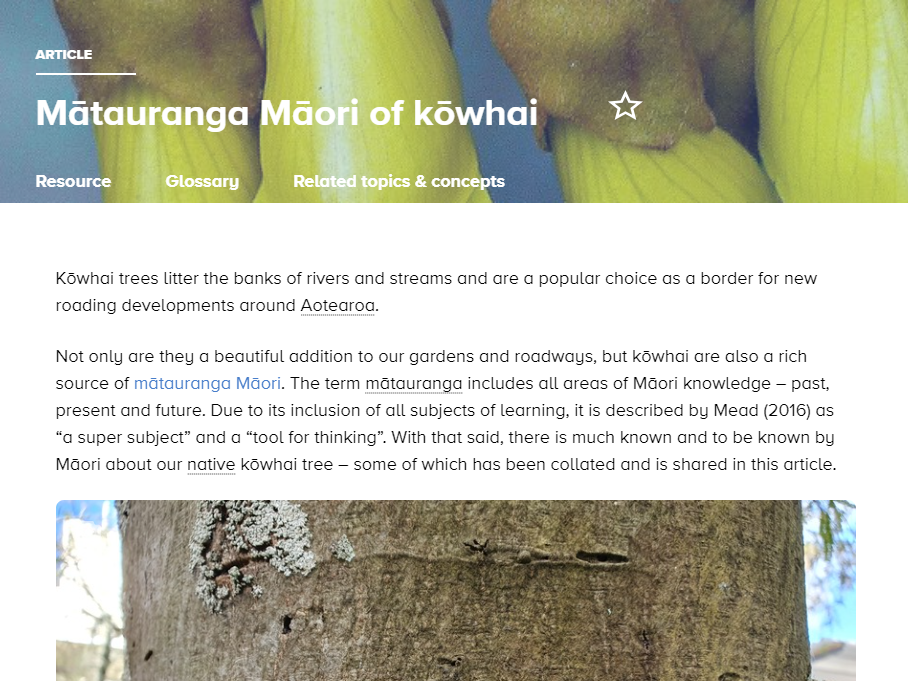 ARTICLE
Mātauranga Māori of kōwhai
Resource Glossary Related topics & concepts
Kōwhai trees litter the banks of rivers and streams and are a popular choice as a border for new
roading developments around Aotearoa.
Not only are they a beautiful addition to our gardens and roadways, but kōwhai are also a rich
source of mātauranga Māori. The term mātauranga includes all areas of Māori knowledge – past,
present and future. Due to its inclusion of all subjects of learning, it is described by Mead (2016) as
“a super subject” and a “tool for thinking”. With that said, there is much known and to be known by
Māori about our native kōwhai tree – some of which has been collated and is shared in this article.